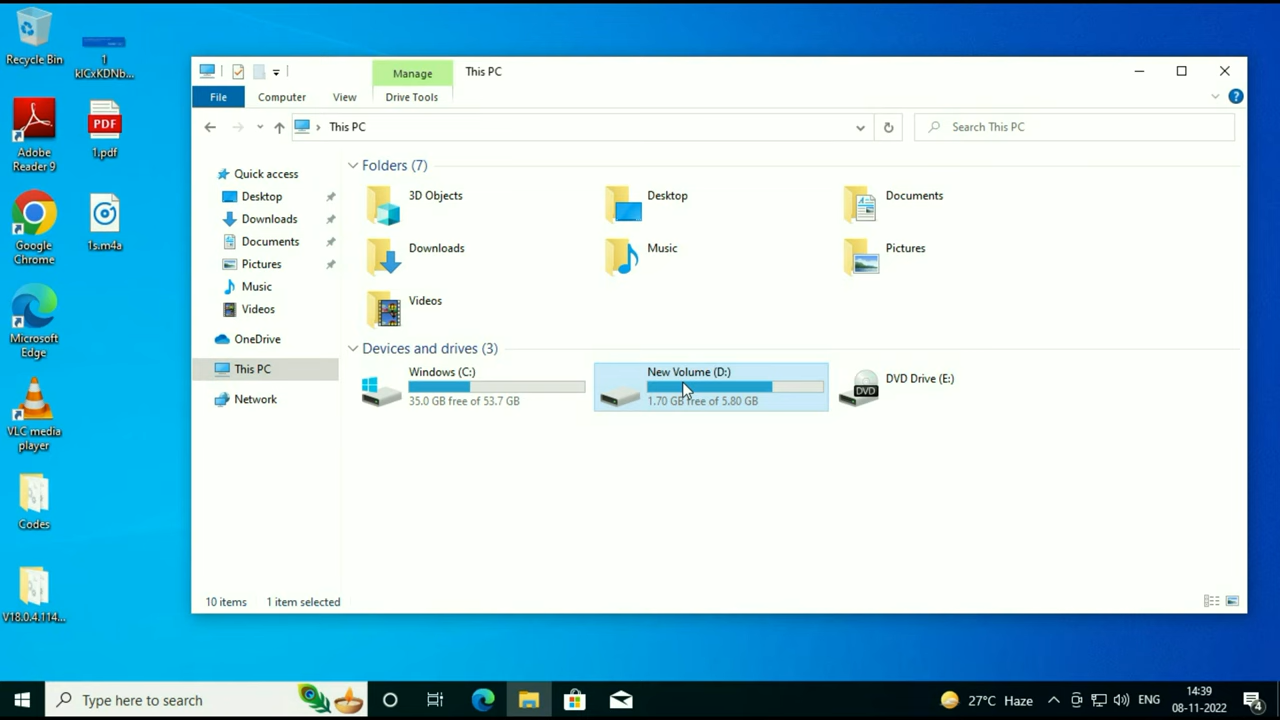 Recycle Bin
1
klCxKDNb...
Adobe
Reader 9
PDF
1.pdf
Google
Chrome
1s.m4a
Microsoft
Edge
VLC media
player
Codes
V18.0.4.114...
Manage
This PC
File
Computer
View
Drive Tools
This PC
Search This PC
Quick access
Desktop
Downloads
Documents
Pictures
Music
Videos
OneDrive
This PC
Network
Folders (7)
3D Objects
Desktop
Documents
Downloads
Music
Pictures
Videos
Devices and drives (3)
Windows (C:)
35.0 GB free of 53.7 GB
New Volume (D:)
1.70 GB free of 5.80 GB
DVD
DVD Drive (E:)
10 items
1 item selected
Type here to search
27°C Haze
ENG
14:39
08-11-2022
4